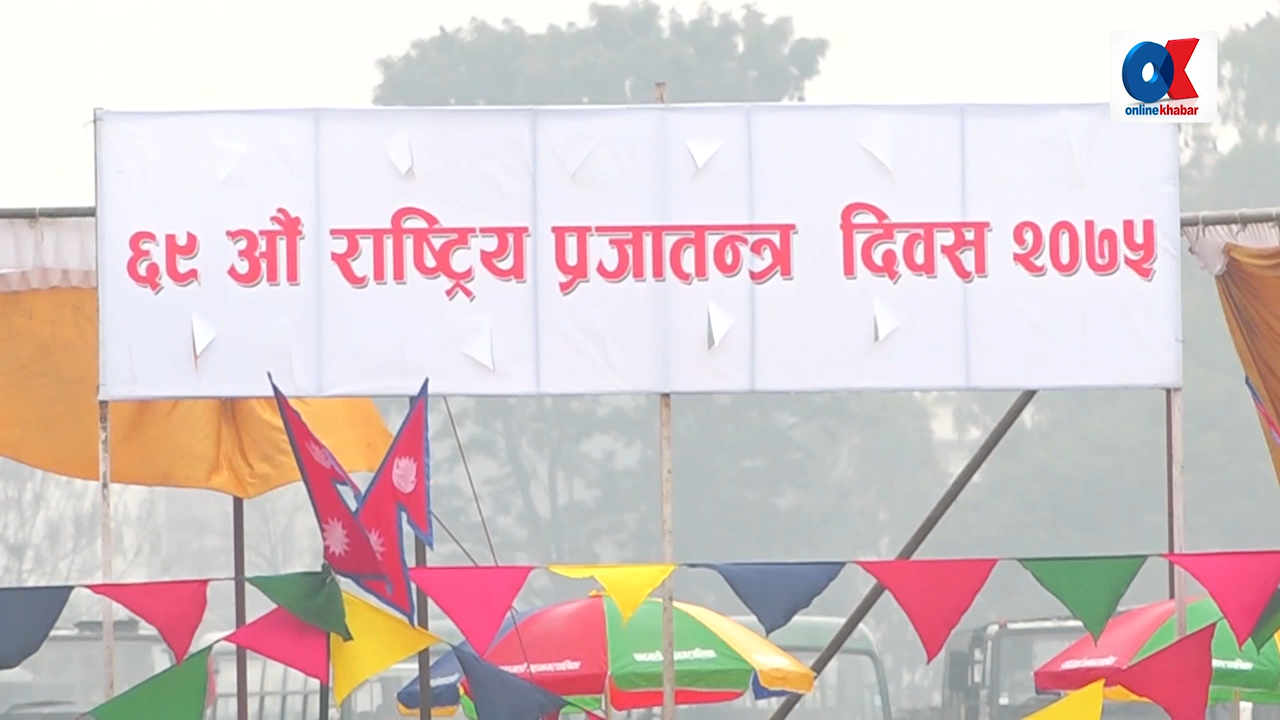 onlinekhabar
६९ औं राष्ट्रिय प्रजातन्त्र दिवस २०७५